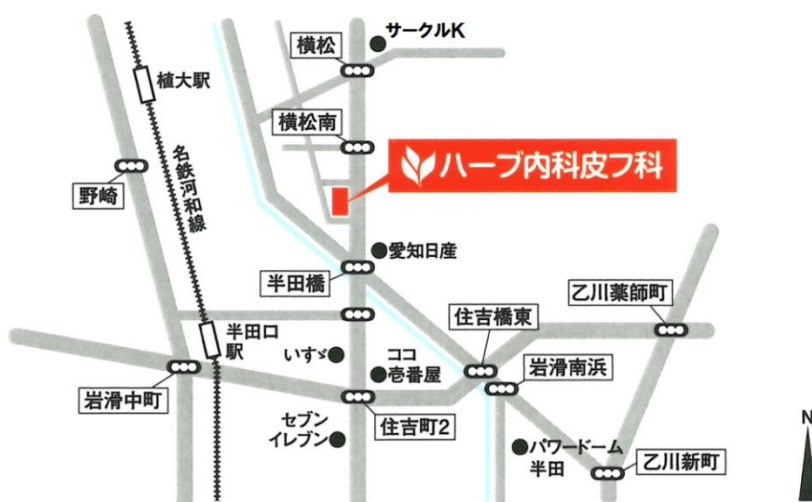 サークルK
横松
植大駅
横松南
ハーブ内科皮フ科
野崎
名鉄河和線
愛知日産
半田橋
乙川薬師町
住吉橋東
半田口
駅
いすゞ
ココ
壱番屋
岩滑南浜
岩滑中町
セブン
イレブン
住吉町2
パワードーム
半田
乙川新町
N